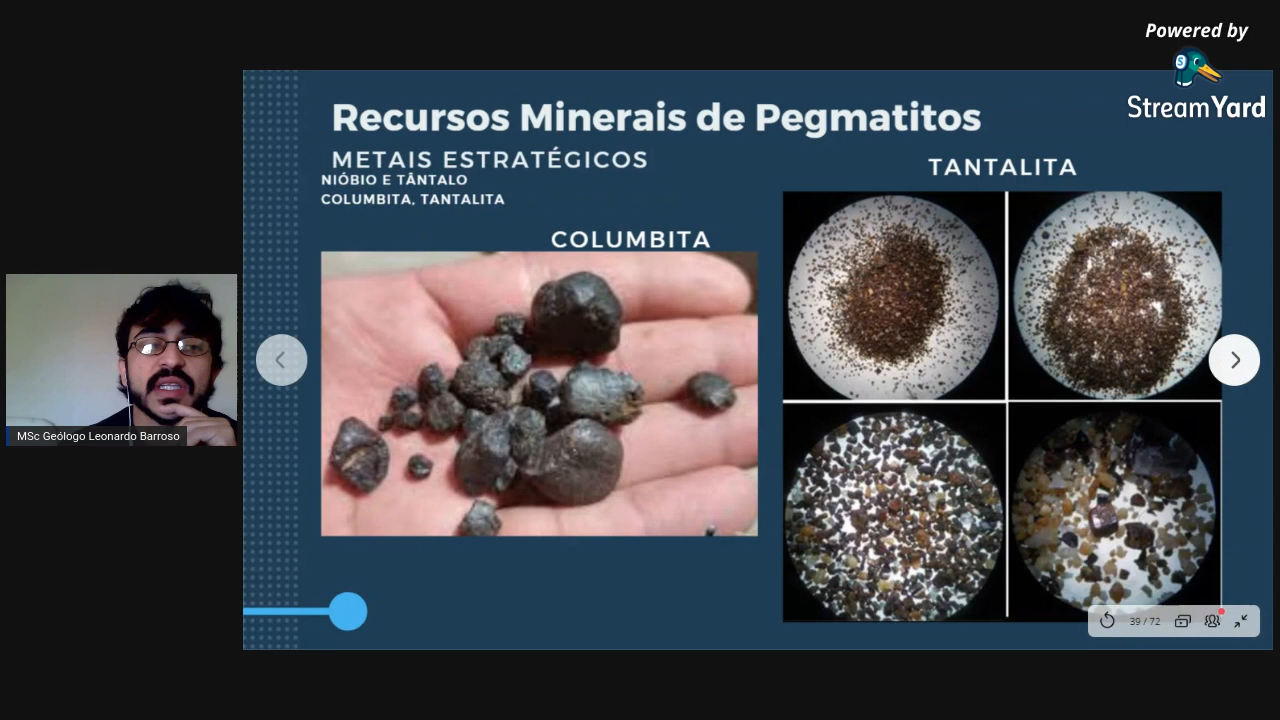 Powered by
StreamYard
Recursos Minerais de Pegmatitos
METAIS ESTRATÉGICOS
NIÓBIO E TÂNTALO
COLUMBITA, TANTALITA
TANTALITA
COLUMBITA
MSc Geólogo Leonardo Barroso
39 / 72